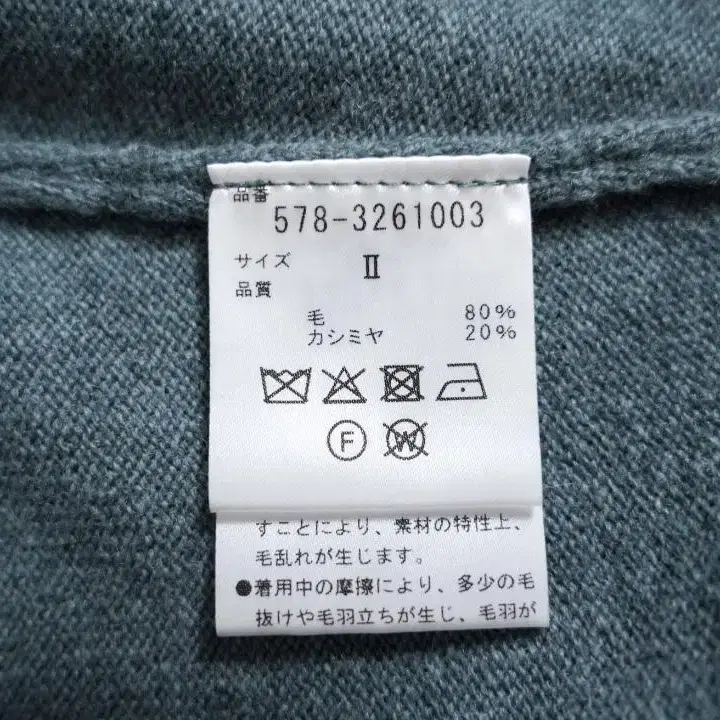 品番
578-3261003
サイズ Ⅱ
品質
毛 80%
カシミヤ 20%
F W
すことにより、素材の特性上、
毛乱れが生じます。
●着用中の摩擦により、多少の毛
抜けや毛羽立ちが生じ、毛羽が